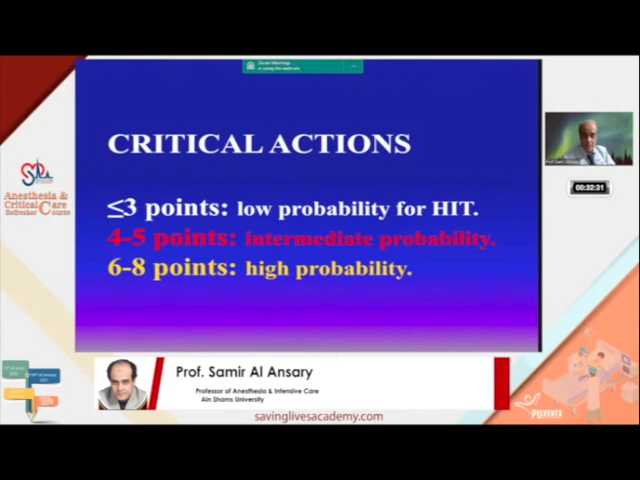 CRITICAL ACTIONS
≤3 points: low probability for HIT.
4-5 points: intermediate probability.
6-8 points: high probability.
Anesthesia &
Critical Care
Refresher Course
00:32:31
Prof. Samir Al Ansary
Professor of Anesthesia & Intensive Care
Ain Shams University
savinglivesacademy.com
PREVENTS